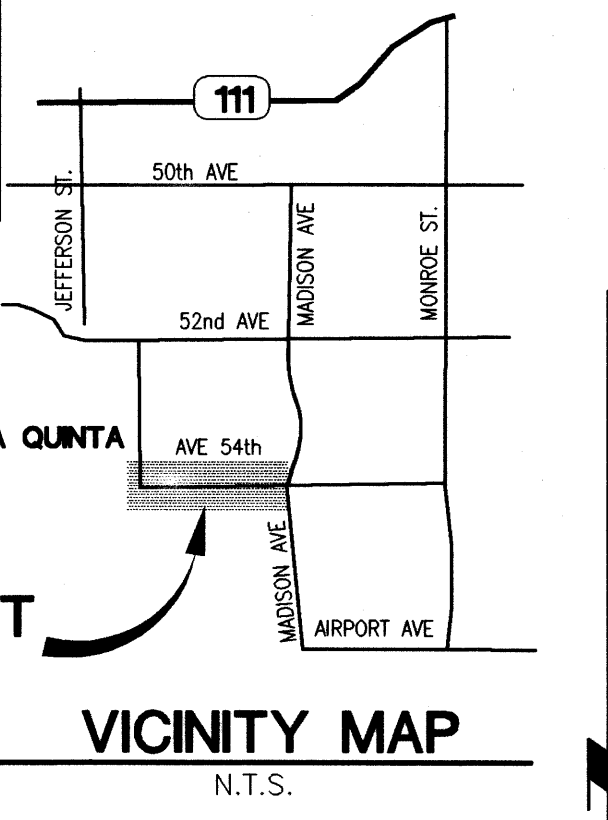 111
50th AVE
JEFFERSON ST.
MADISON AVE
MONROE ST.
52nd AVE
A QUINTA
AVE 54th
MADISON AVE
T
AIRPORT AVE
VICINITY MAP
N.T.S.